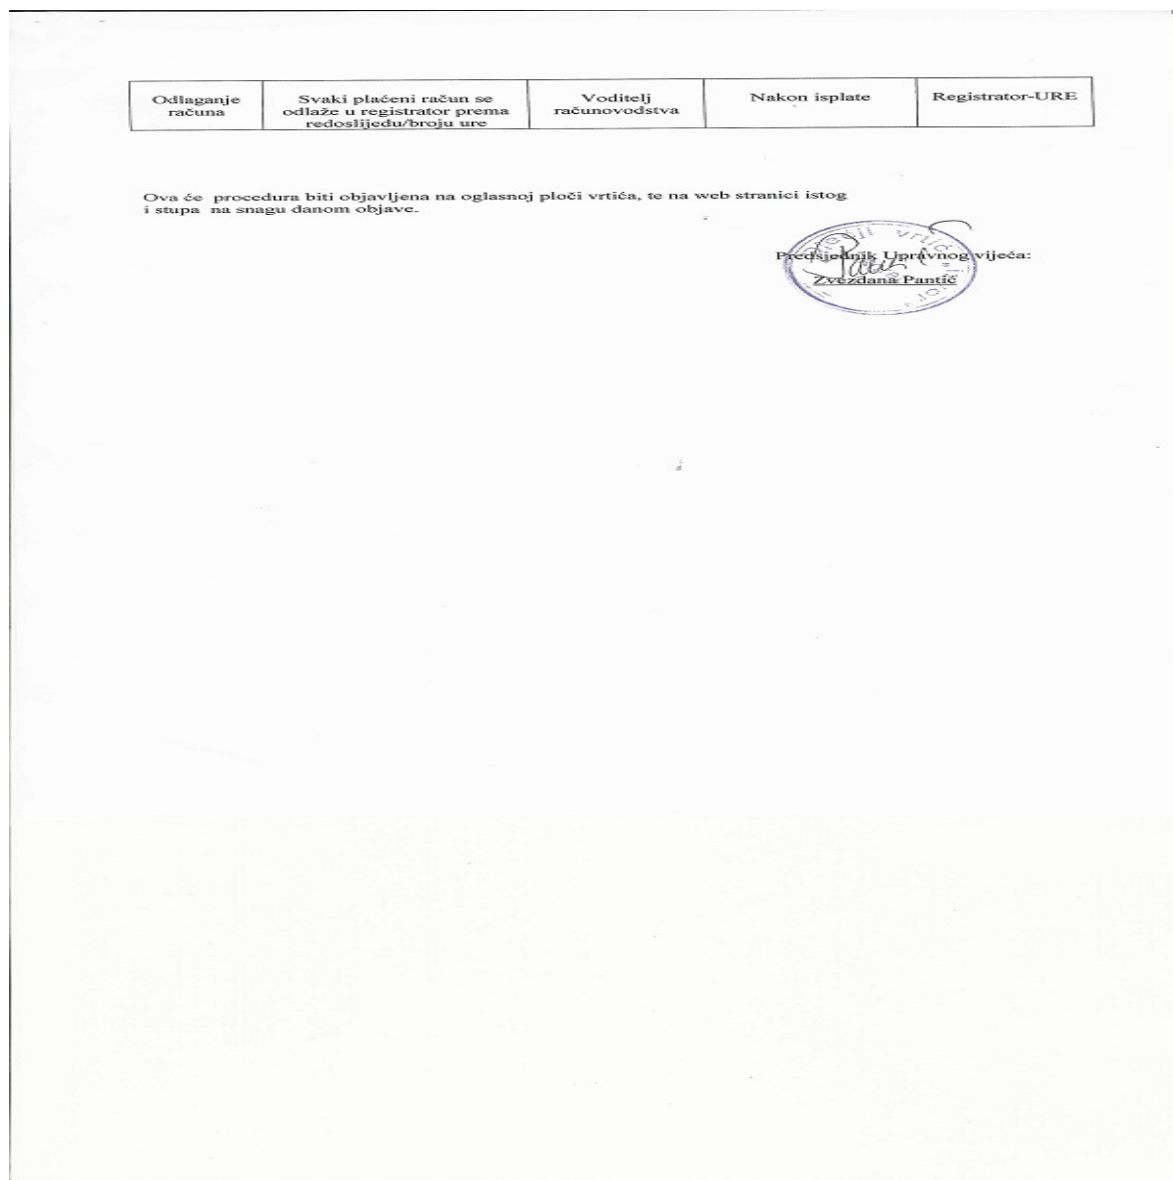 Odlaganje
računa
Svaki plaćeni račun se
odlaže u registrator prema
redoslijedu/broju ure
Voditelj
računovodstva
Nakon isplate
Registrator-URE
Ova će procedura biti objavljena na oglasnoj ploči vrtića, te na web stranici istog
i stupa na snagu danom objave.
Predsjednik Upravnog vijeća:
Zvezdana Pantić
vrtić